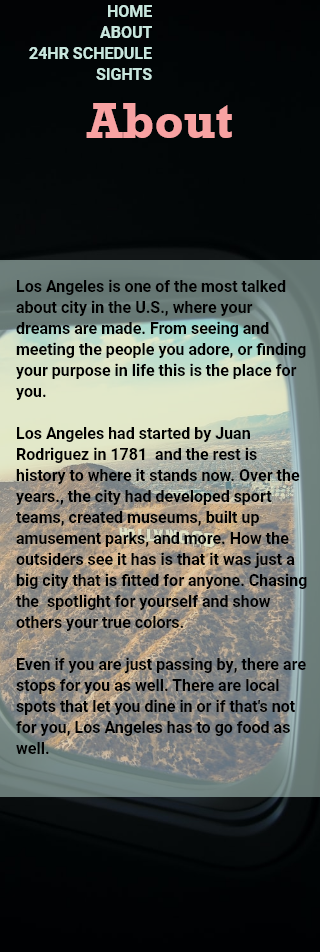 HOME
ABOUT
24HR SCHEDULE
SIGHTS
About
Los Angeles is one of the most talked
about city in the U.S., where your
dreams are made. From seeing and
meeting the people you adore, or finding
your purpose in life this is the place for
you.
Los Angeles had started by Juan
Rodriguez in 1781  and the rest is
history to where it stands now. Over the
years., the city had developed sport
teams, created museums, built up
amusement parks, and more. How the
outsiders see it has is that it was just a
big city that is fitted for anyone. Chasing
the  spotlight for yourself and show
others your true colors.
Even if you are just passing by, there are
stops for you as well. There are local
spots that let you dine in or if that's not
for you, Los Angeles has to go food as
well.